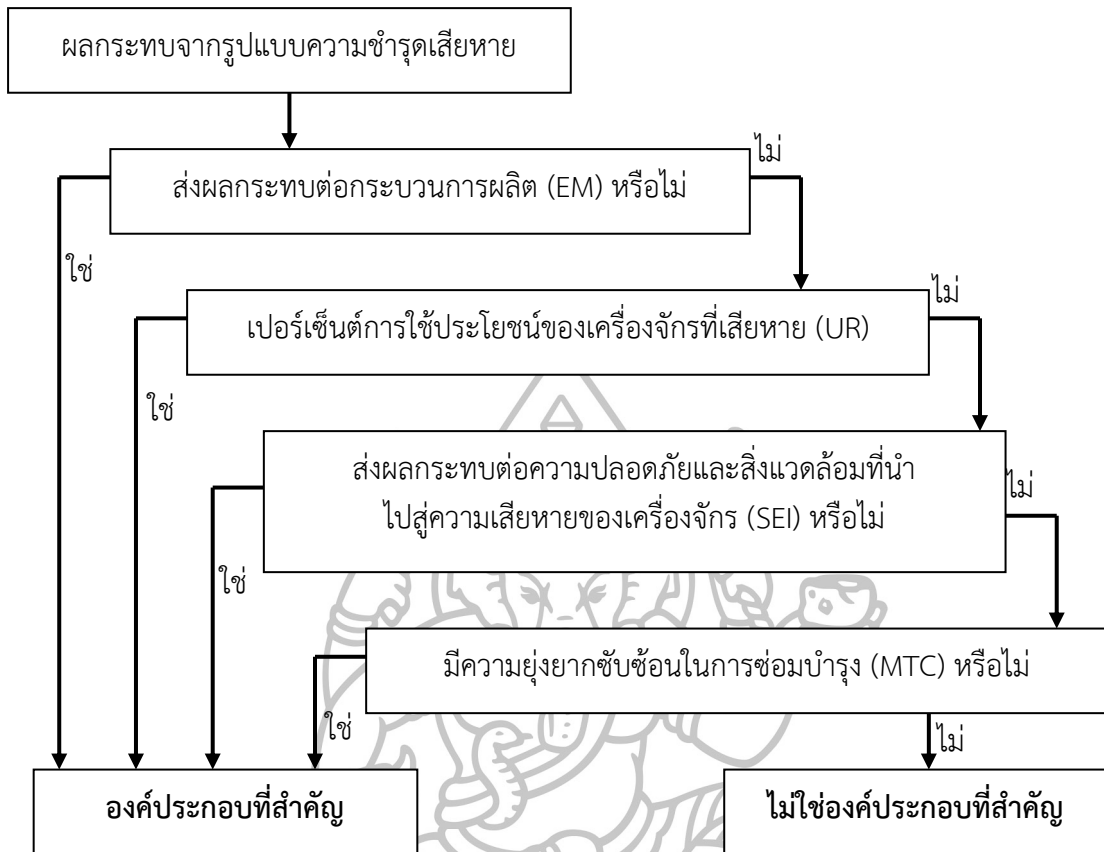 ผลกระทบจากรูปแบบความชำรุดเสียหาย
ไม่
ส่งผลกระทบต่อกระบวนการผลิต (EM) หรือไม่
ใช่
ไม่
เปอร์เซ็นต์การใช้ประโยชน์ของเครื่องจักรที่เสียหาย (UR)
ใช่
ส่งผลกระทบต่อความปลอดภัยและสิ่งแวดล้อมที่นำ
ไปสู่ความเสียหายของเครื่องจักร (SEI) หรือไม่
ไม่
ใช่
มีความยุ่งยากซับซ้อนในการซ่อมบำรุง (MTC) หรือไม่
ใช่
ไม่
องค์ประกอบที่สำคัญ
ไม่ใช่องค์ประกอบที่สำคัญ